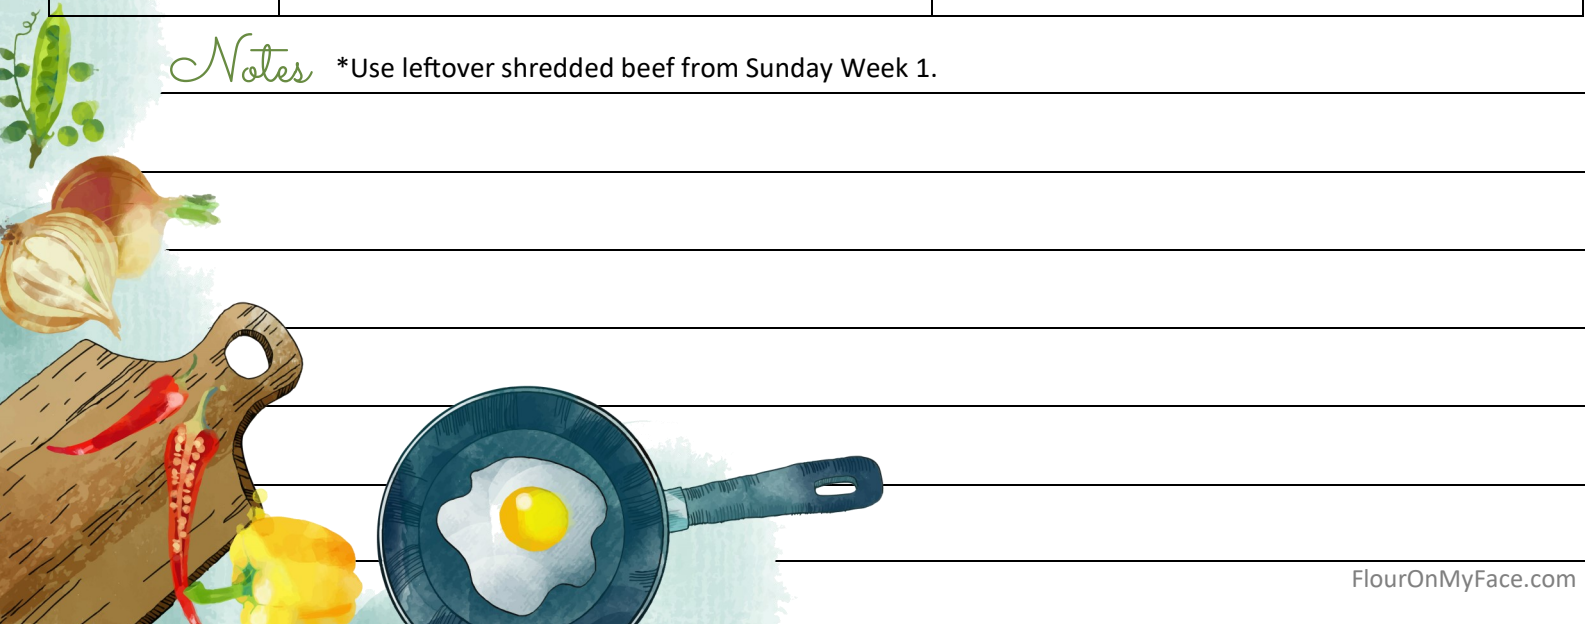 Notes *Use leftover shredded beef from Sunday Week 1.
FlourOnMyFace.com